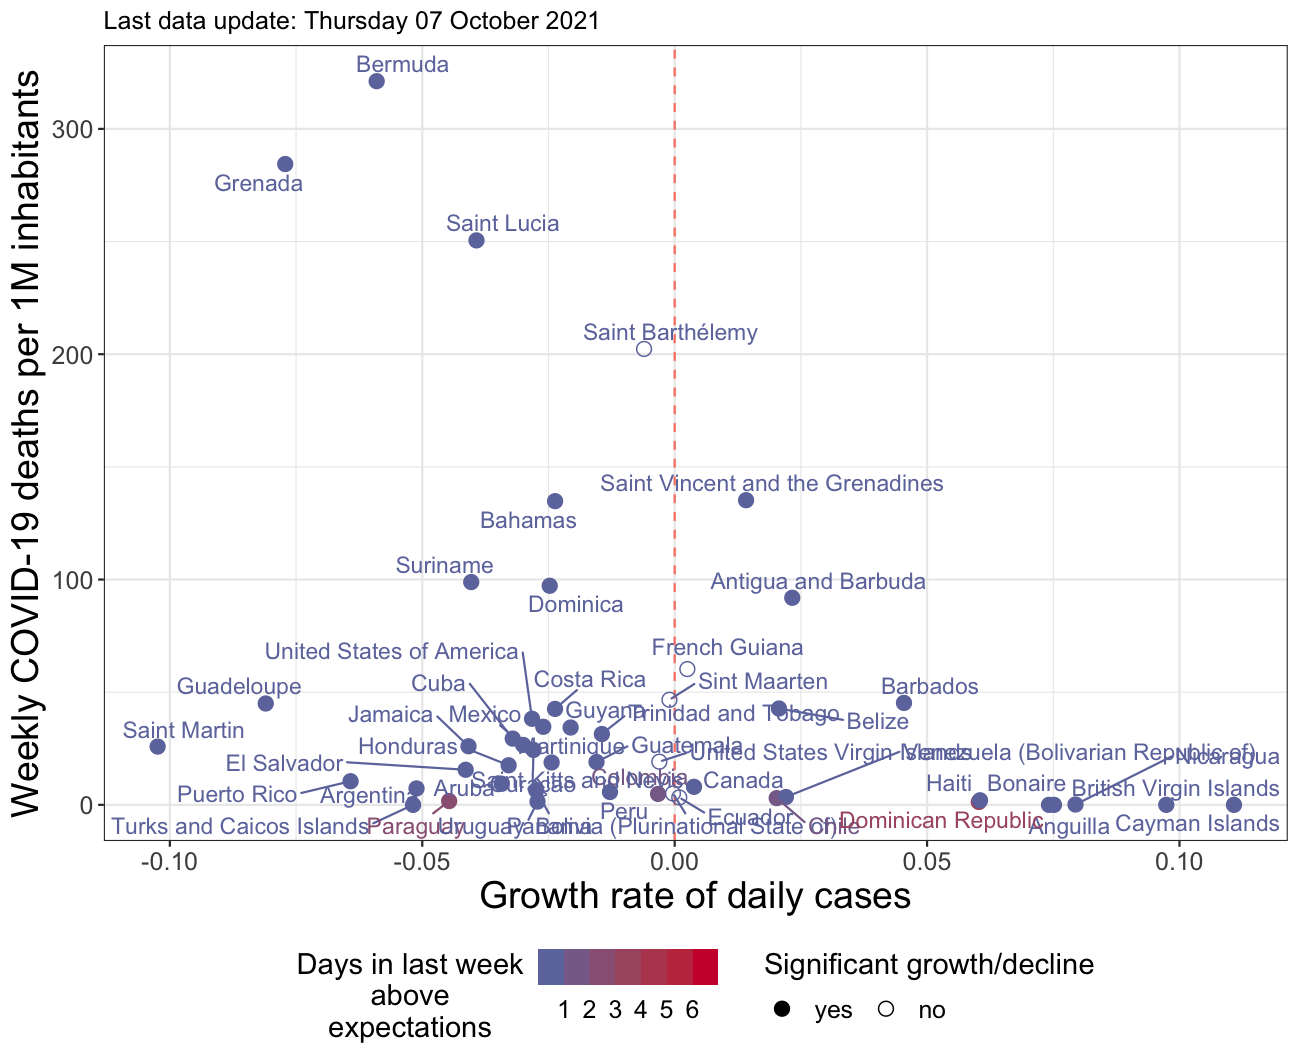 Last data update: Thursday 07 October 2021
Weekly COVID-19 deaths per 1M inhabitants
300
200
100
0
Bermuda
Grenada
Saint Lucia
Saint Barthélemy
Saint Vincent and the Grenadines
Bahamas
Suriname
Antigua and Barbuda
Dominica
United States of America
French Guiana
Cuba
Costa Rica
Sint Maarten
Guadeloupe
Barbados
Jamaica
Mexico
Guyana
Trinidad and Tobago
Belize
Saint Martin
Honduras
Martinique
Guatemala
United States Virgin Islands
Venezuela (Bolivarian Republic of)
Nicaragua
El Salvador
Saint Kitts and Nevis
Colombia
Canada
Haiti
Bonaire
British Virgin Islands
Puerto Rico
Argentina
Aruba
Curacao
Peru
Ecuador
Dominican Republic
Turks and Caicos Islands
Paraguay
Uruguay
Panama
Bolivia (Plurinational State of)
Chile
Anguilla
Cayman Islands
-0.10
-0.05
0.00
0.05
0.10
Growth rate of daily cases
Days in last week
above
expectations
1 2 3 4 5 6
Significant growth/decline
yes
no